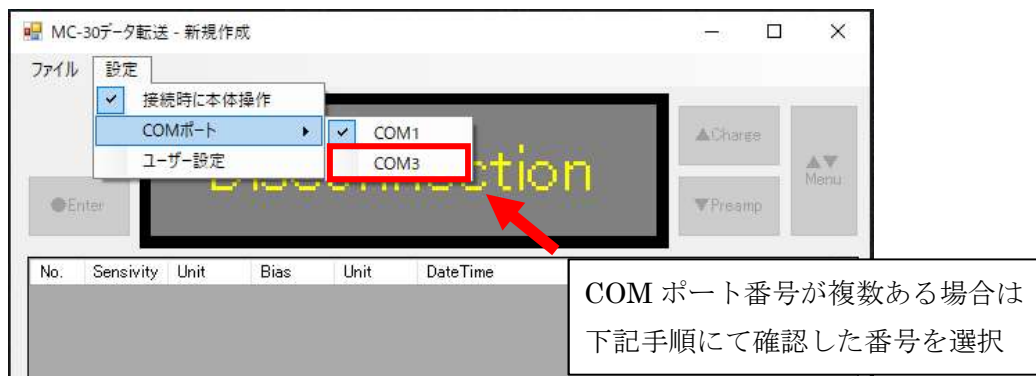 MC-30データ転送 - 新規作成
ファイル 設定
接続時に本体操作
COMポート
COM1
ユーザー設定
COM3
Disconnection
▲Charge
▲▼
Menu
●Enter
▼Preamp
No. Sensivity Unit Bias Unit DateTime
COM ポート番号が複数ある場合は
下記手順にて確認した番号を選択